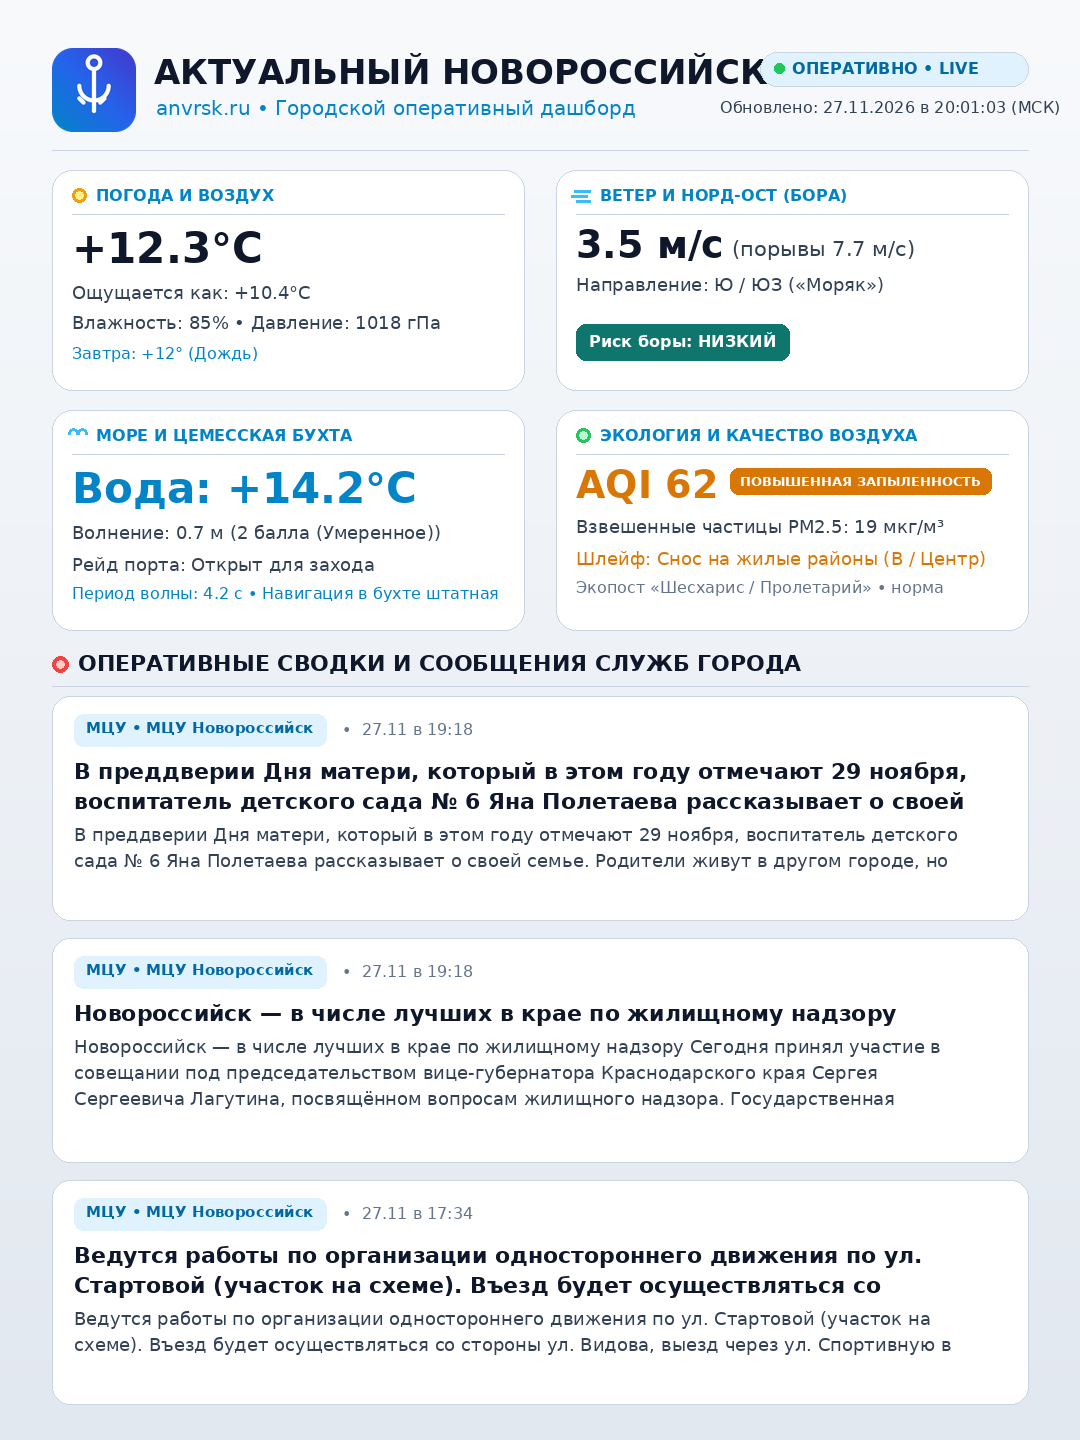 АКТУАЛЬНЫЙ НОВОРОССИЙСК
ОПЕРАТИВНО • LIVE
anvrsk.ru • Городской оперативный дашборд
Обновлено: 27.11.2026 в 20:01:03 (МСК)
ПОГОДА И ВОЗДУХ
+12.3°C
Ощущается как: +10.4°C
Влажность: 85% • Давление: 1018 гПа
Завтра: +12° (Дождь)
ВЕТЕР И НОРД-ОСТ (БОРА)
3.5 м/с (порывы 7.7 м/с)
Направление: Ю / ЮЗ («Моряк»)
Риск боры: НИЗКИЙ
МОРЕ И ЦЕМЕССКАЯ БУХТА
Вода: +14.2°C
Волнение: 0.7 м (2 балла (Умеренное))
Рейд порта: Открыт для захода
Период волны: 4.2 с • Навигация в бухте штатная
ЭКОЛОГИЯ И КАЧЕСТВО ВОЗДУХА
AQI 62 ПОВЫШЕННАЯ ЗАПЫЛЕННОСТЬ
Взвешенные частицы PM2.5: 19 мкг/м³
Шлейф: Снос на жилые районы (В / Центр)
Экопост «Шесхарис / Пролетарий» • норма
ОПЕРАТИВНЫЕ СВОДКИ И СООБЩЕНИЯ СЛУЖБ ГОРОДА
МЦУ • МЦУ Новороссийск • 27.11 в 19:18
В преддверии Дня матери, который в этом году отмечают 29 ноября,
воспитатель детского сада № 6 Яна Полетаева рассказывает о своей
В преддверии Дня матери, который в этом году отмечают 29 ноября, воспитатель детского
сада № 6 Яна Полетаева рассказывает о своей семье. Родители живут в другом городе, но
МЦУ • МЦУ Новороссийск • 27.11 в 19:18
Новороссийск — в числе лучших в крае по жилищному надзору
Новороссийск — в числе лучших в крае по жилищному надзору Сегодня принял участие в
совещании под председательством вице-губернатора Краснодарского края Сергея
Сергеевича Лагутина, посвящённом вопросам жилищного надзора. Государственная
МЦУ • МЦУ Новороссийск • 27.11 в 17:34
Ведутся работы по организации одностороннего движения по ул.
Стартовой (участок на схеме). Въезд будет осуществляться со
Ведутся работы по организации одностороннего движения по ул. Стартовой (участок на
схеме). Въезд будет осуществляться со стороны ул. Видова, выезд через ул. Спортивную в